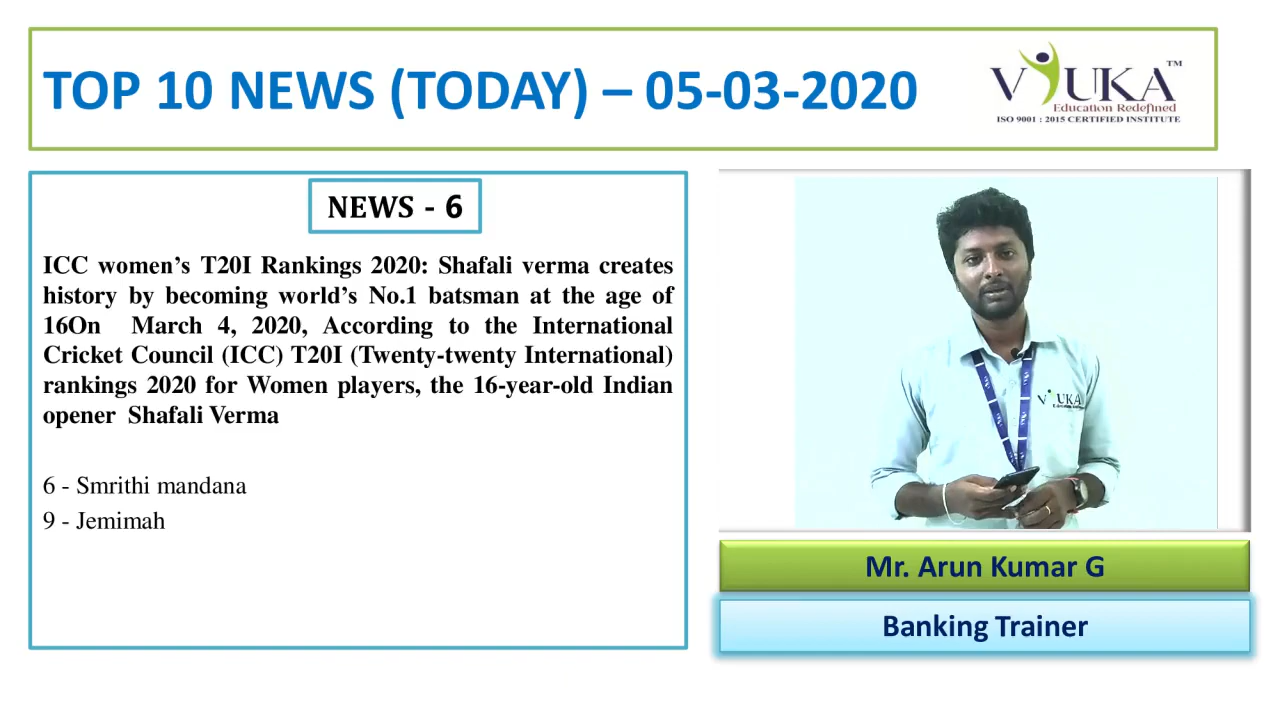 TOP 10 NEWS (TODAY) – 05-03-2020
VYUKA™
Education Redefined
ISO 9001 : 2015 CERTIFIED INSTITUTE
NEWS - 6
ICC women’s T20I Rankings 2020: Shafali verma creates
history by becoming world’s No.1 batsman at the age of
16On March 4, 2020, According to the International
Cricket Council (ICC) T20I (Twenty-twenty International)
rankings 2020 for Women players, the 16-year-old Indian
opener Shafali Verma
6 - Smrithi mandana
9 - Jemimah
VYUKA
Mr. Arun Kumar G
Banking Trainer